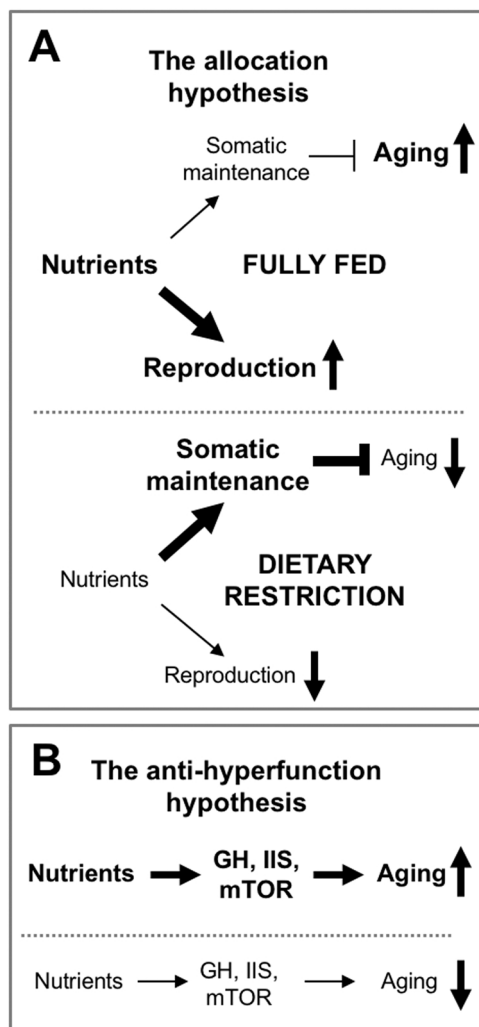 A
The allocation
hypothesis
Somatic
maintenance
Aging
Nutrients
FULLY FED
Reproduction
Somatic
maintenance
Aging
Nutrients
DIETARY
RESTRICTION
Reproduction
B
The anti-hyperfunction
hypothesis
Nutrients
GH, IIS,
mTOR
Aging
Nutrients
GH, IIS,
mTOR
Aging